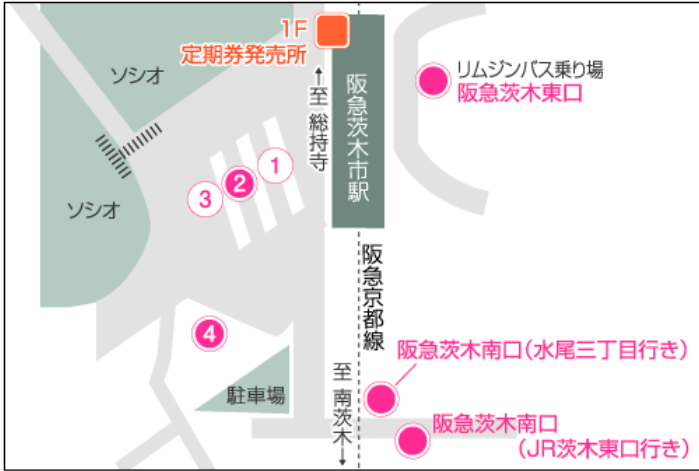 1F
定期券発売所
ソシオ
リムジンバス乗り場
阪急茨木東口
←至 総持寺
阪急茨木市駅
1
2
3
ソシオ
阪急京都線
4
阪急茨木南口(水尾三丁目行き)
駐車場
至 南茨木→
阪急茨木南口
(JR茨木東口行き)